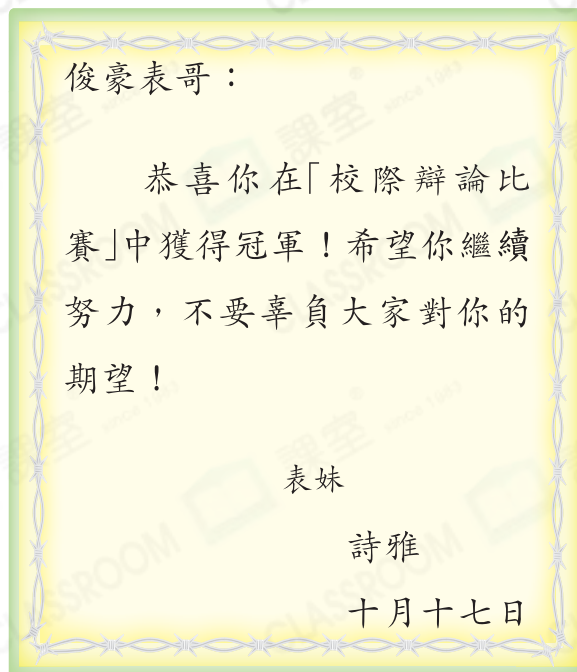 俊豪表哥：
恭喜你在「校際辯論比
賽」中獲得冠軍！希望你繼續
努力，不要辜負大家對你的
期望！
表妹
詩雅
十月十七日